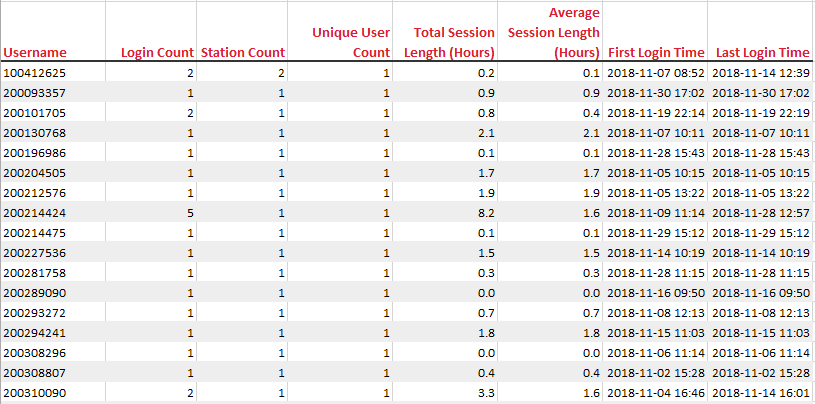 Average
Unique User Total Session Session Length
Username Login Count Station Count Count Length (Hours) (Hours) First Login Time Last Login Time
100412625 2 2 1 0.2 0.1 2018-11-07 08:52 2018-11-14 12:39
200093357 1 1 1 0.9 0.9 2018-11-30 17:02 2018-11-30 17:02
200101705 2 1 1 0.8 0.4 2018-11-19 22:14 2018-11-19 22:19
200130768 1 1 1 2.1 2.1 2018-11-07 10:11 2018-11-07 10:11
200196986 1 1 1 0.1 0.1 2018-11-28 15:43 2018-11-28 15:43
200204505 1 1 1 1.7 1.7 2018-11-05 10:15 2018-11-05 10:15
200212576 1 1 1 1.9 1.9 2018-11-05 13:22 2018-11-05 13:22
200214424 5 1 1 8.2 1.6 2018-11-09 11:14 2018-11-28 12:57
200214475 1 1 1 0.1 0.1 2018-11-29 15:12 2018-11-29 15:12
200227536 1 1 1 1.5 1.5 2018-11-14 10:19 2018-11-14 10:19
200281758 1 1 1 0.3 0.3 2018-11-28 11:15 2018-11-28 11:15
200289090 1 1 1 0.0 0.0 2018-11-16 09:50 2018-11-16 09:50
200293272 1 1 1 0.7 0.7 2018-11-08 12:13 2018-11-08 12:13
200294241 1 1 1 1.8 1.8 2018-11-15 11:03 2018-11-15 11:03
200308296 1 1 1 0.0 0.0 2018-11-06 11:14 2018-11-06 11:14
200308807 1 1 1 0.4 0.4 2018-11-02 15:28 2018-11-02 15:28
200310090 2 1 1 3.3 1.6 2018-11-04 16:46 2018-11-14 16:01